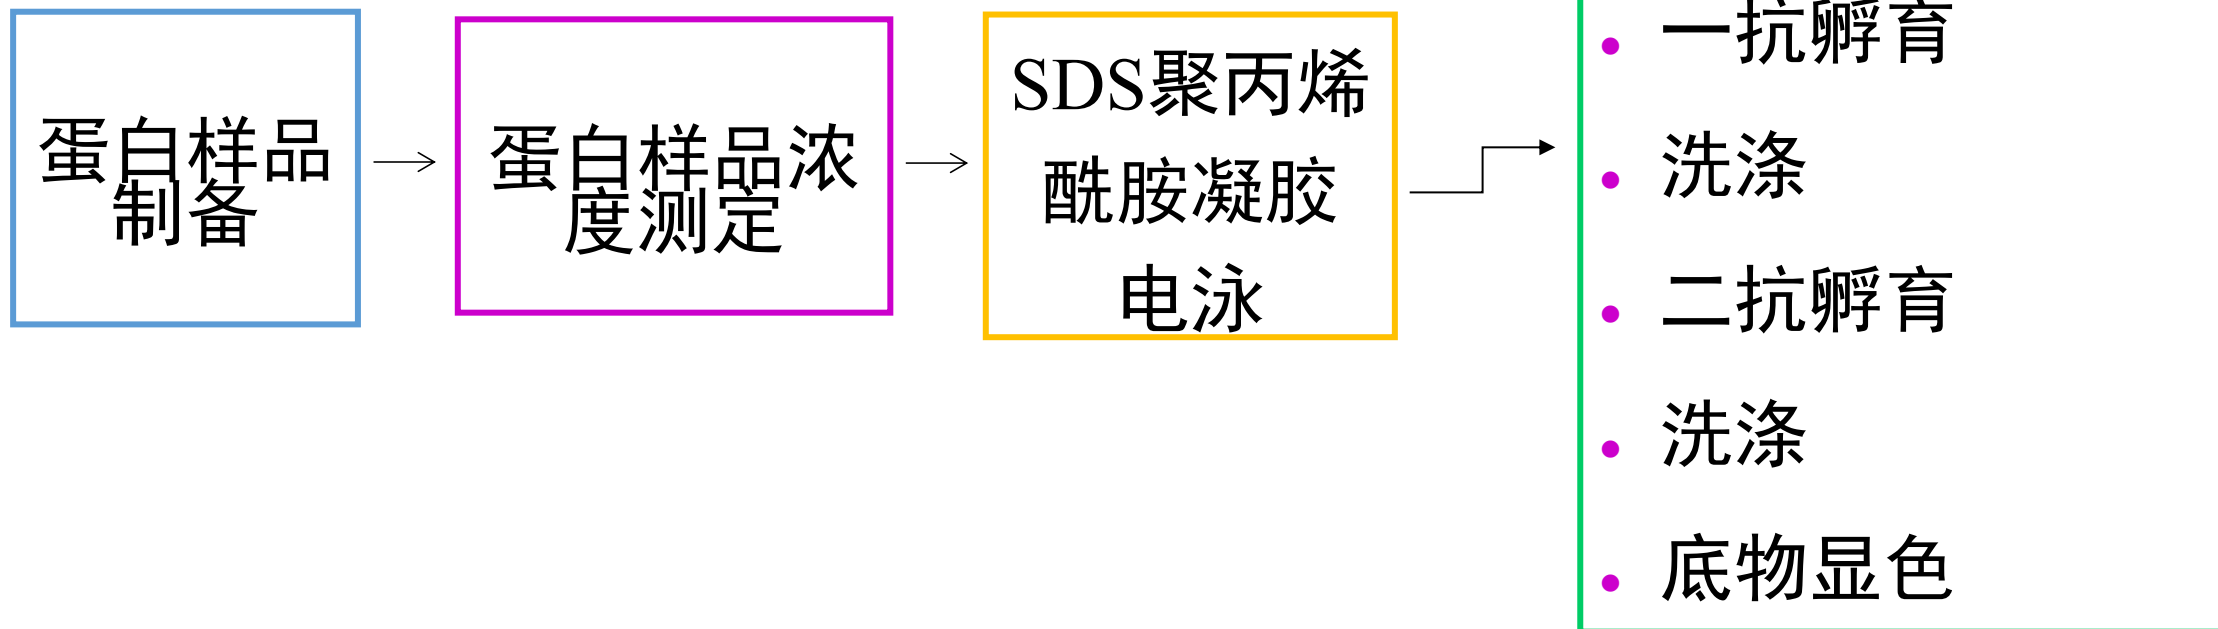 蛋白样品
制备
蛋白样品浓
度测定
SDS聚丙烯
酰胺凝胶
电泳
一抗孵育
洗涤
二抗孵育
洗涤
底物显色